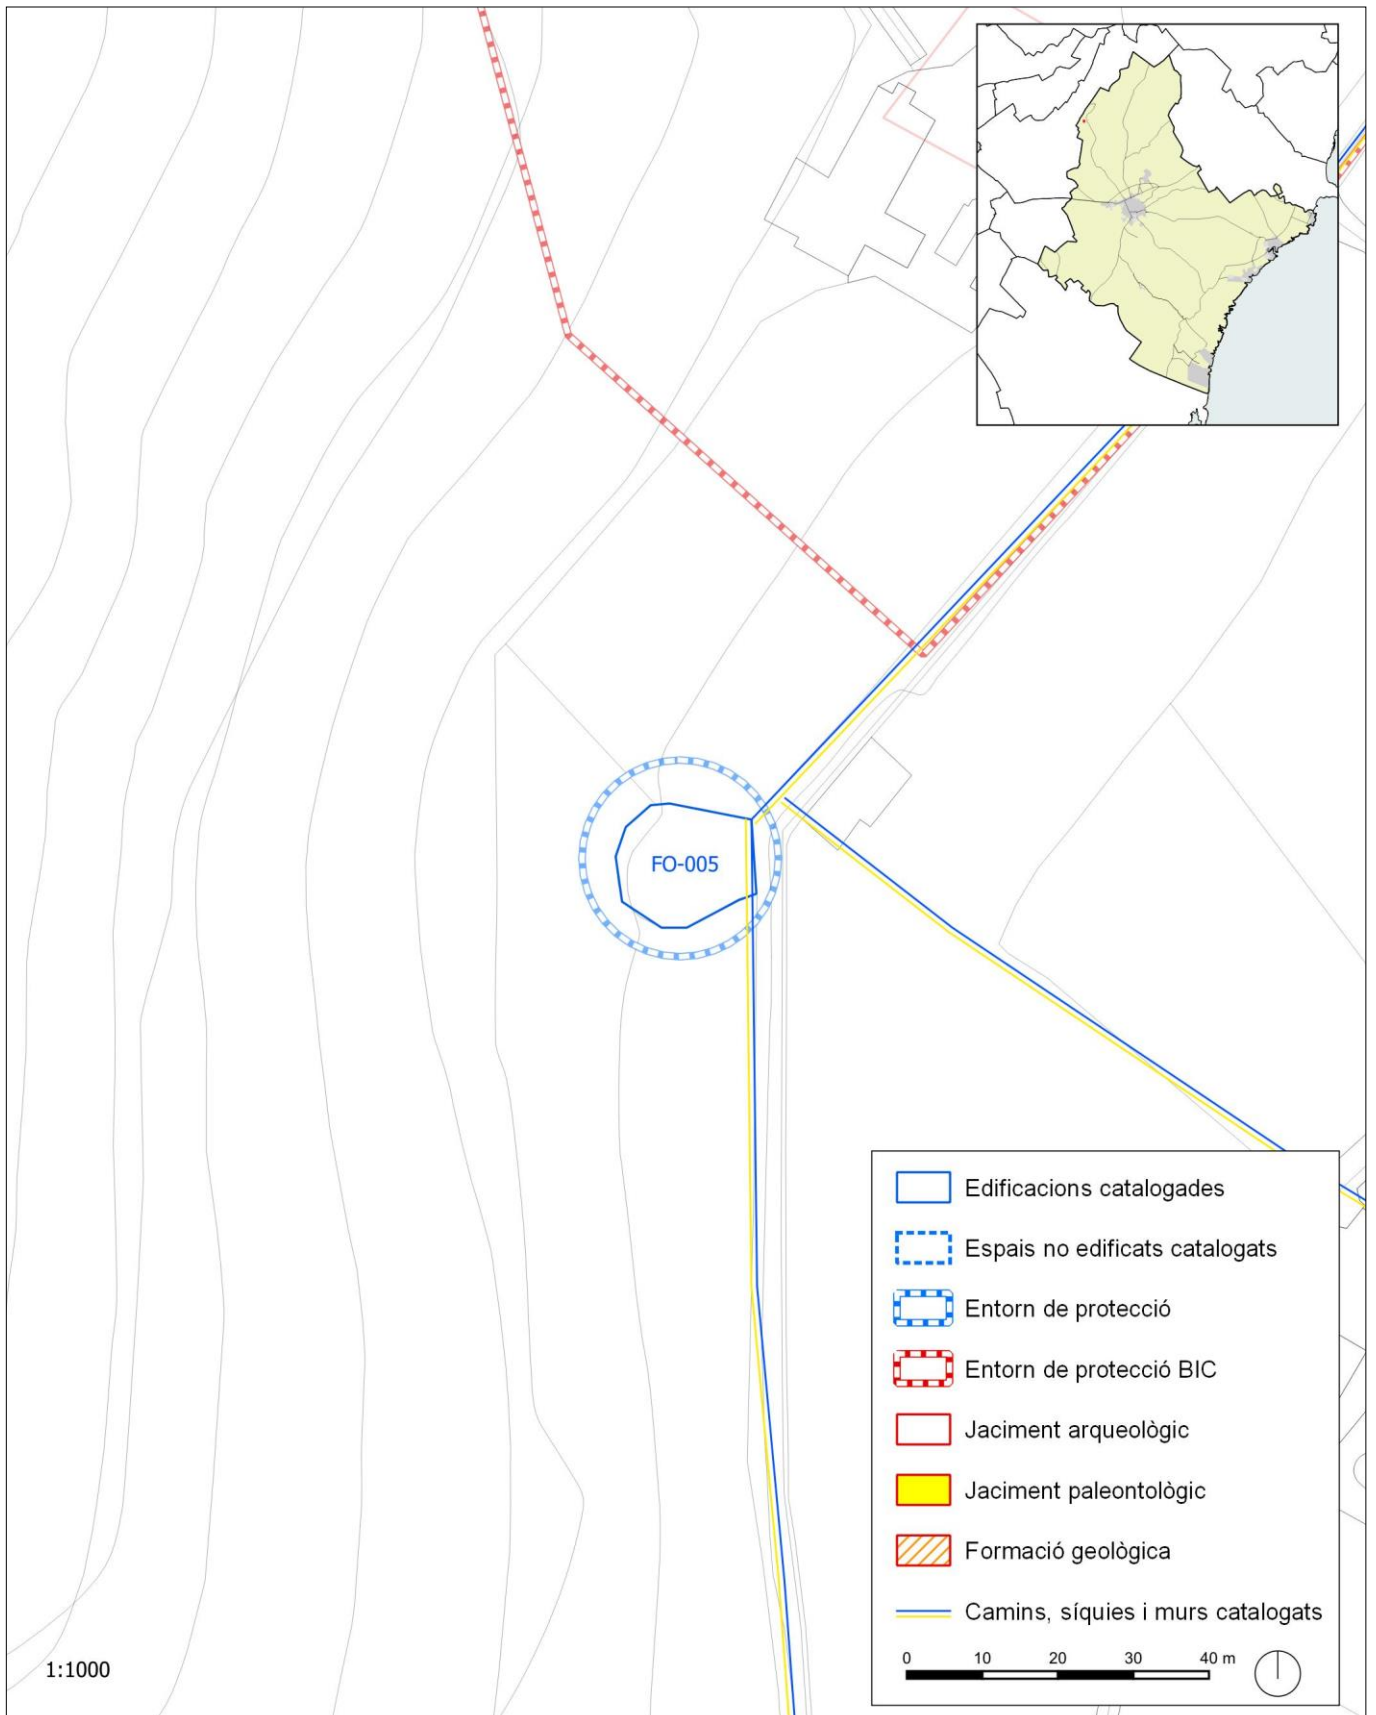 FO-005
Edificacions catalogades
Espais no edificats catalogats
Entorn de protecció
Entorn de protecció BIC
Jaciment arqueològic
Jaciment paleontològic
Formació geològica
Camins, síquies i murs catalogats
0 10 20 30 40 m
1:1000